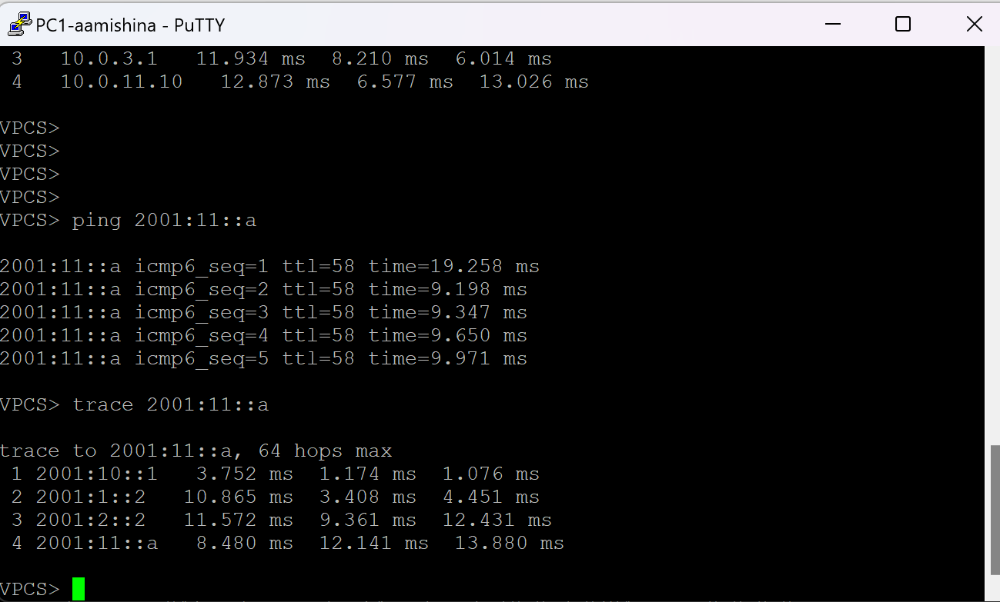 PC1-aamishina - PuTTY
3 10.0.3.1 11.934 ms 8.210 ms 6.014 ms
4 10.0.11.10 12.873 ms 6.577 ms 13.026 ms
VPCS>
VPCS>
VPCS>
VPCS>
VPCS> ping 2001:11::a
2001:11::a icmp6_seq=1 ttl=58 time=19.258 ms
2001:11::a icmp6_seq=2 ttl=58 time=9.198 ms
2001:11::a icmp6_seq=3 ttl=58 time=9.347 ms
2001:11::a icmp6_seq=4 ttl=58 time=9.650 ms
2001:11::a icmp6_seq=5 ttl=58 time=9.971 ms
VPCS> trace 2001:11::a
trace to 2001:11::a, 64 hops max
1 2001:10::1 3.752 ms 1.174 ms 1.076 ms
2 2001:1::2 10.865 ms 3.408 ms 4.451 ms
3 2001:2::2 11.572 ms 9.361 ms 12.431 ms
4 2001:11::a 8.480 ms 12.141 ms 13.880 ms
VPCS>